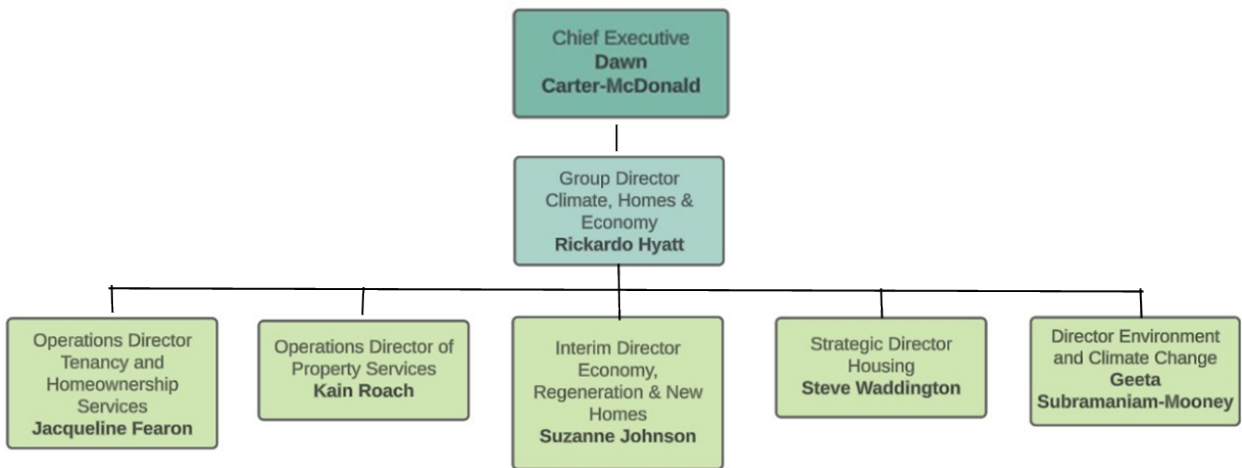 Chief Executive
Dawn
Carter-McDonald
Group Director
Climate, Homes &
Economy
Rickardo Hyatt
Operations Director
Tenancy and
Homeownership
Services
Jacqueline Fearon
Operations Director of
Property Services
Kain Roach
Interim Director
Economy,
Regeneration & New
Homes
Suzanne Johnson
Strategic Director
Housing
Steve Waddington
Director Environment
and Climate Change
Geeta
Subramaniam-Mooney